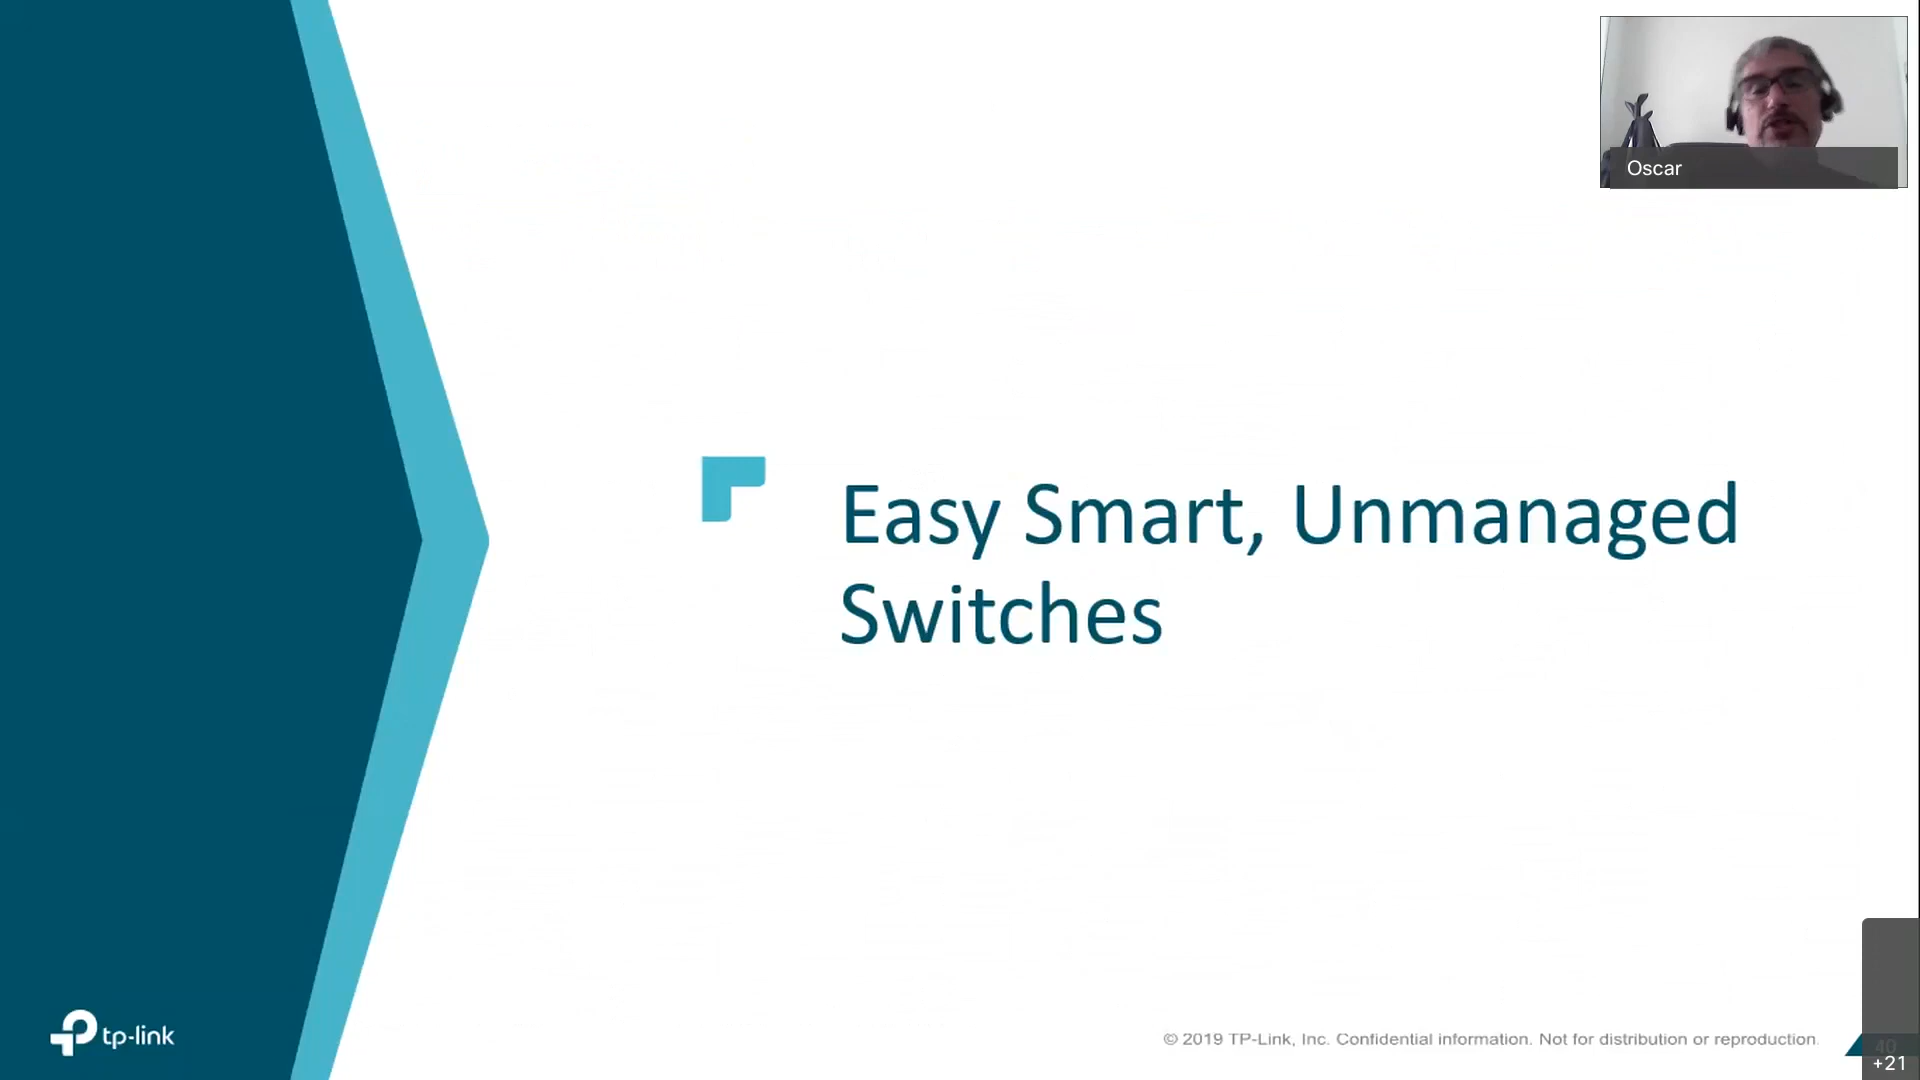 Oscar
Easy Smart, Unmanaged
Switches
tp-link
© 2019 TP-Link, Inc. Confidential information. Not for distribution or reproduction.
40
+21